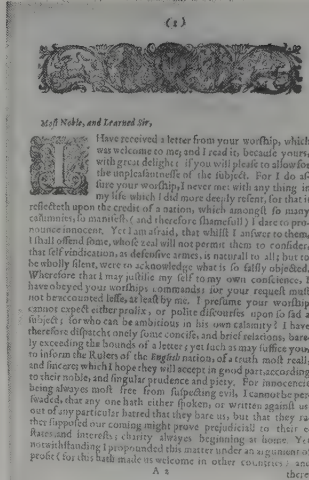 (1)
Most Noble, and Learned Sir,
I Have received a letter from your worship, which
was welcome to me; and I read it, because yours,
with great delight; if you will please to allow for
the unpleasantnesse of the subject. For I do as-
sure your worship, I never met with any thing in
my life which I did more deeply resent, for that it
reflecteth upon the credit of a nation, which amongst so many
calumnies, so manifest, (and therefore shamefull) I dare to pro-
nounce innocent. Yet I am afraid, that whilst I answer to them,
I shall offend some, whose zeal will not permit them to consider,
that self vindication, as defensive armes, is naturall to all; but to
be wholly silent, were to acknowledge what is so falsly objected.
Wherefore that I may justifie my self to my own conscience, I
have obeyed your worships commands: for your request must
not be accounted lesse, at least by me. I presume your worship
cannot expect either prolix, or polite discourses upon so sad a
subject; for who can be ambitious in his own calamity? I have
therefore dispatcht onely some concise, and brief relations, bare-
ly exceeding the bounds of a letter; yet such as may suffice you,
to inform the Rulers of the English nation, of a truth most reall,
and sincere; which I hope they will accept in good part, according
to their noble, and singular prudence and piety. For innocencie
being alwayes most free from suspecting evil, I cannot be per-
swaded, that any one hath either spoken, or written against us
out of any particular hatred that they bare us, but that they ra-
ther supposed our coming might prove prejudiciall to their e-
states, and interests; charity alwayes beginning at home. Yet
notwithstanding I propounded this matter under an argument of
profit (for this hath made us welcome in other countries) and
A 2
there